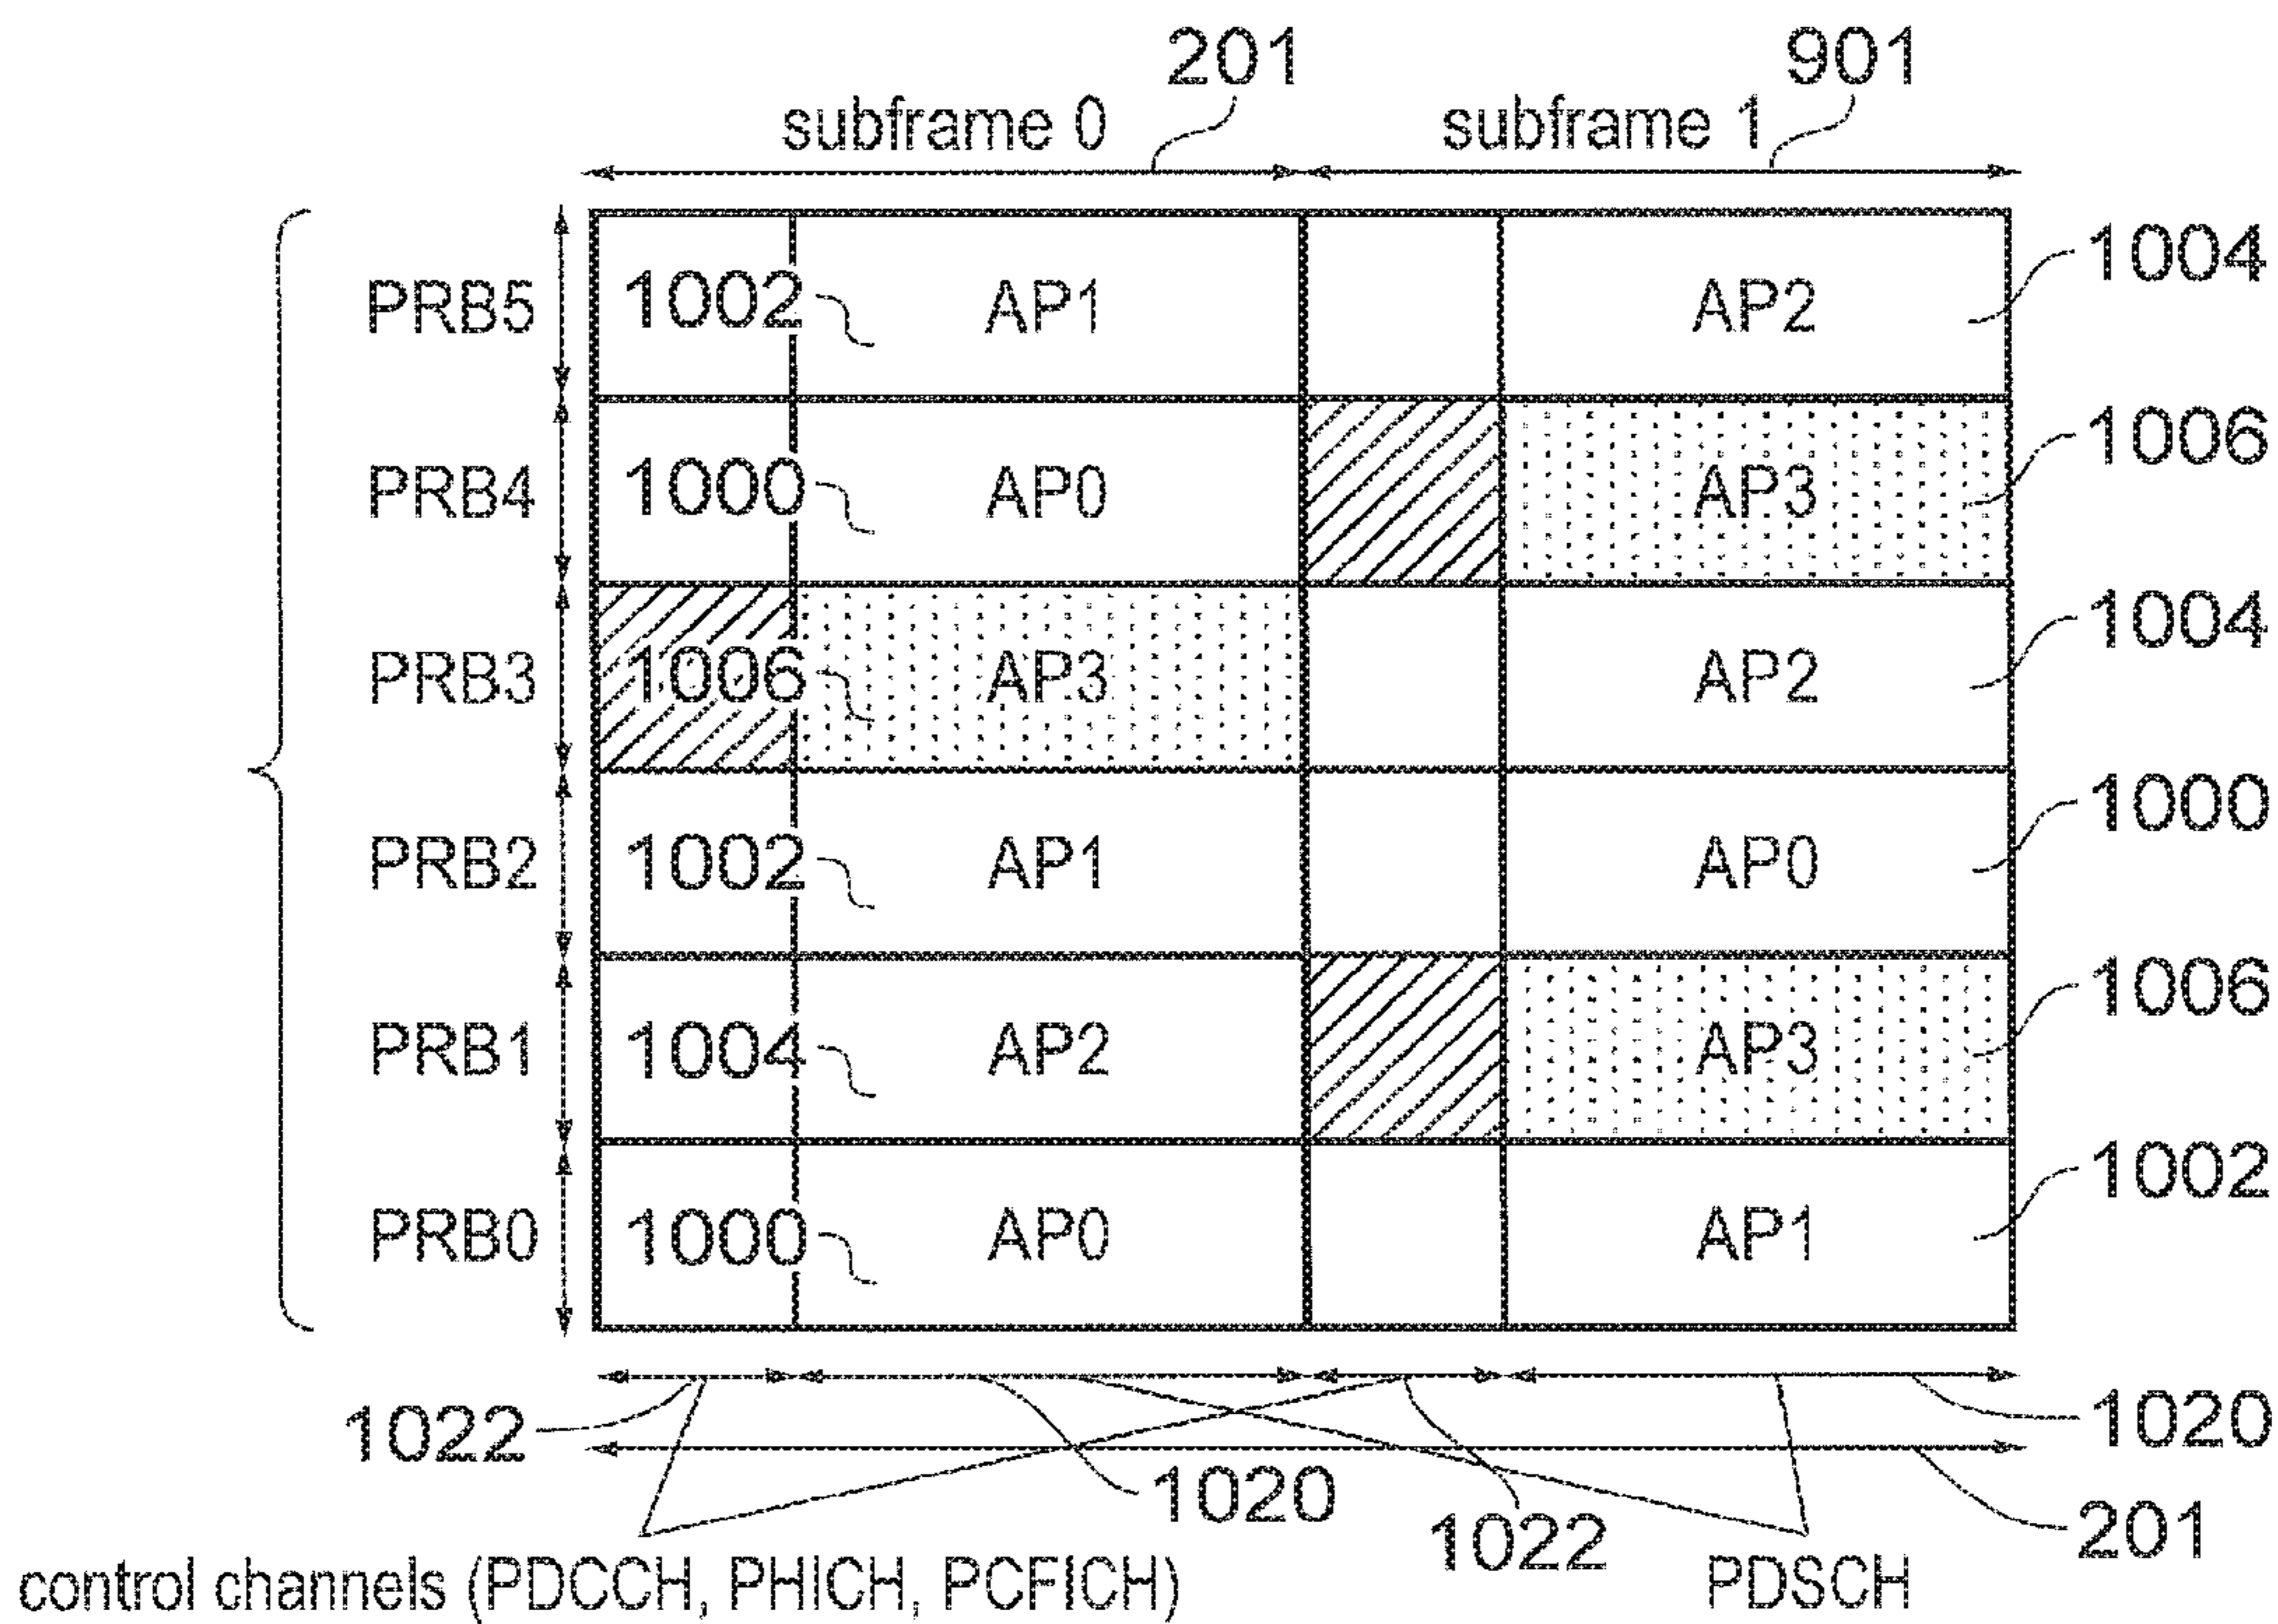 201 901
subframe 0 subframe 1
PRB5 1002 AP1 AP2 1004
PRB4 1000 AP0 AP3 1006
PRB3 1006 AP3 AP2 1004
PRB2 1002 AP1 AP0 1000
PRB1 1004 AP2 AP3 1006
PRB0 1000 AP0 AP1 1002
1022 1020
1020 1022 201
control channels (PDCCH, PHICH, PCFICH) PDSCH